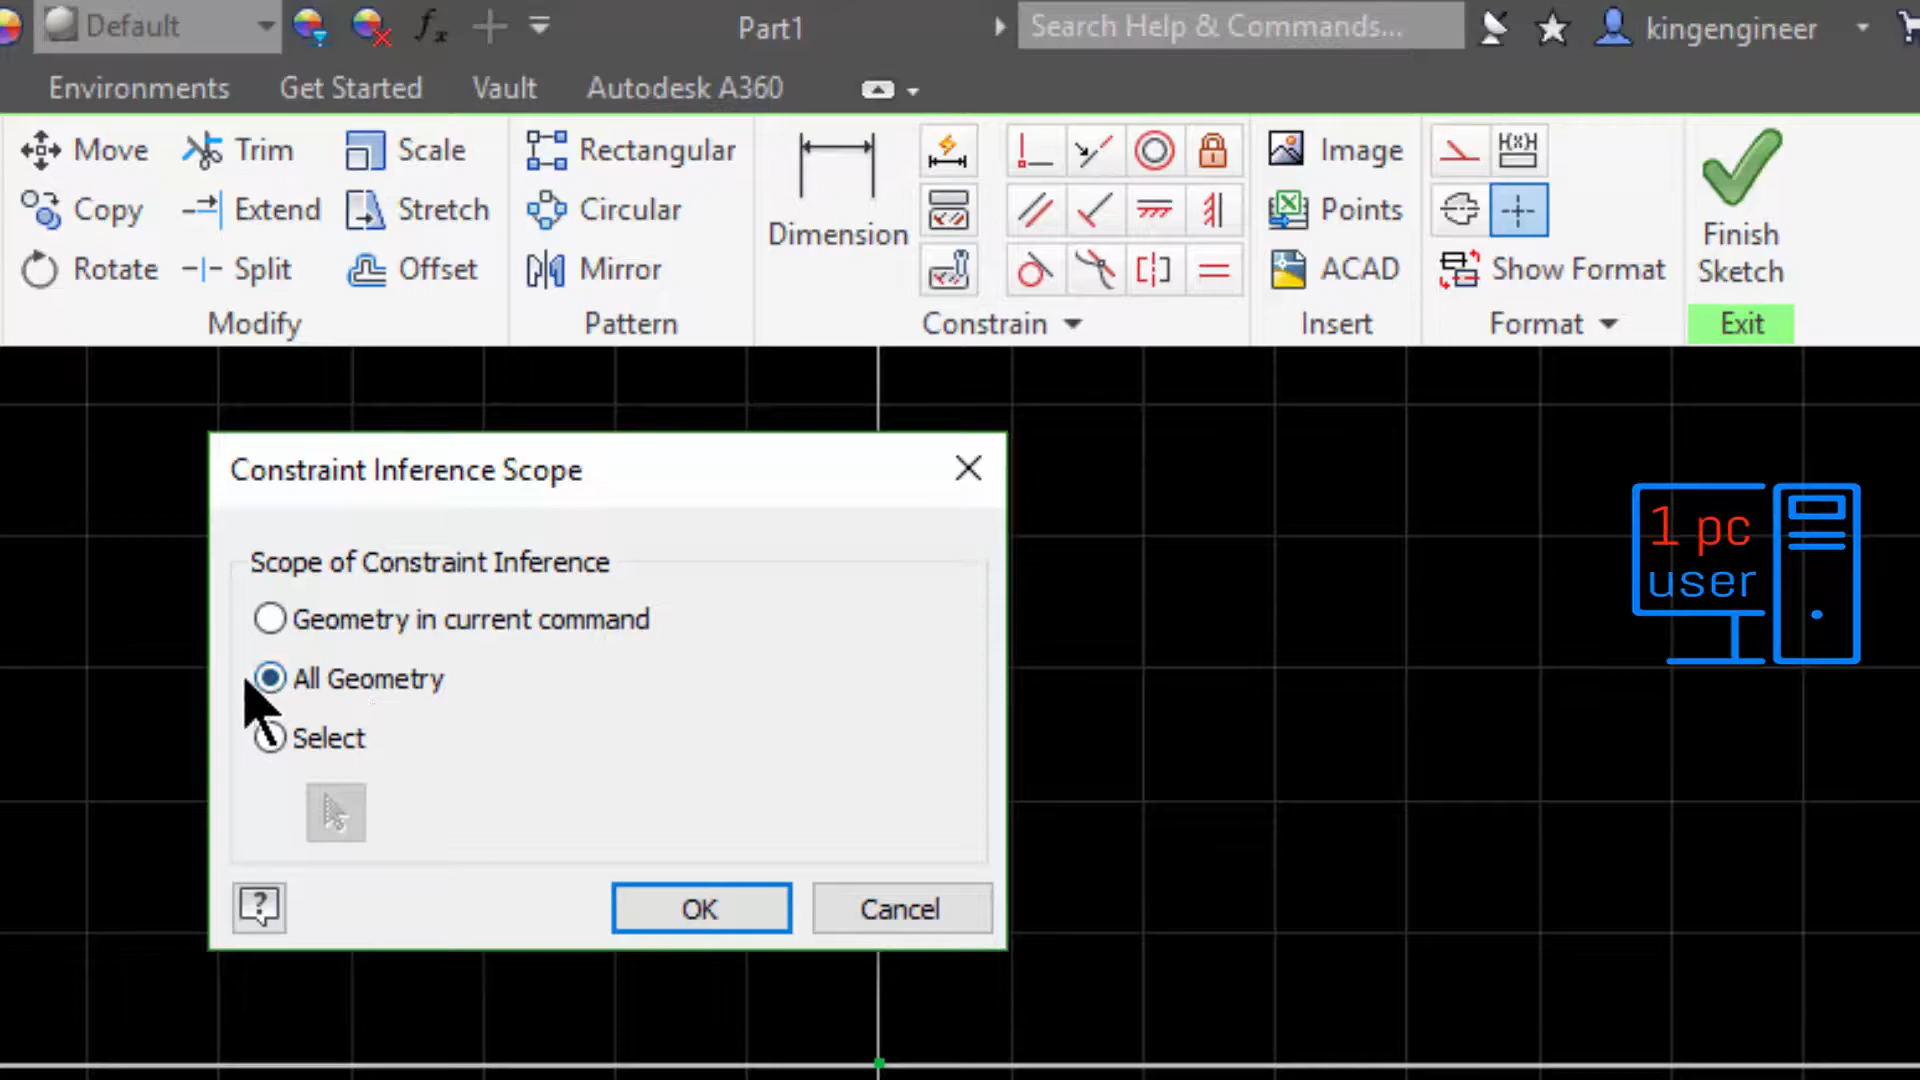 Default
fx
Part1
Search Help & Commands...
kingengineer
Environments
Get Started
Vault
Autodesk A360
Move
Trim
Scale
Rectangular
Image
Copy
Extend
Stretch
Circular
Dimension
Points
Finish
Sketch
Rotate
Split
Offset
Mirror
ACAD
Show Format
Modify
Pattern
Constrain
Insert
Format
Exit
Constraint Inference Scope
Scope of Constraint Inference
Geometry in current command
All Geometry
Select
?
OK
Cancel
1 pc
user